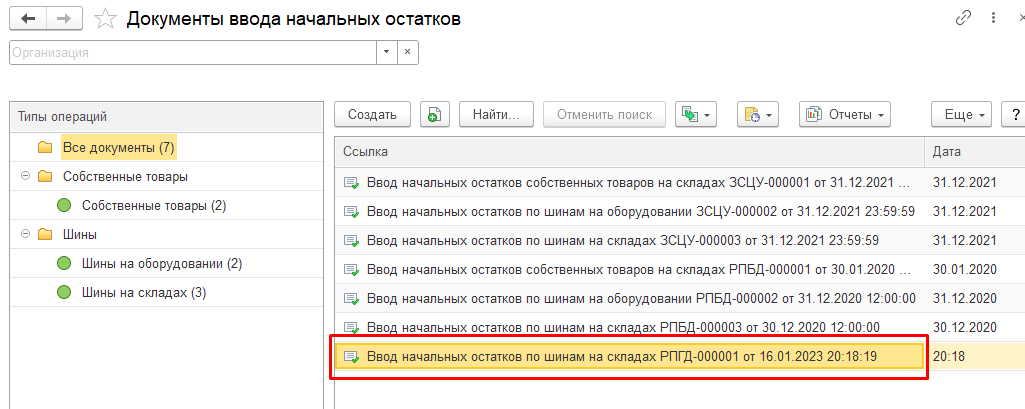 Документы ввода начальных остатков
Организация
Типы операций
Все документы (7)
Собственные товары
Собственные товары (2)
Шины
Шины на оборудовании (2)
Шины на складах (3)
Создать Найти... Отменить поиск Отчеты Еще ?
Ссылка Дата
Ввод начальных остатков собственных товаров на складах ЗСЦУ-000001 от 31.12.2021 ... 31.12.2021
Ввод начальных остатков по шинам на оборудовании ЗСЦУ-000002 от 31.12.2021 23:59:59 31.12.2021
Ввод начальных остатков по шинам на складах ЗСЦУ-000003 от 31.12.2021 23:59:59 31.12.2021
Ввод начальных остатков собственных товаров на складах РПБД-000001 от 30.01.2020 ... 30.01.2020
Ввод начальных остатков по шинам на оборудовании РПБД-000002 от 31.12.2020 12:00:00 31.12.2020
Ввод начальных остатков по шинам на складах РПБД-000003 от 30.12.2020 12:00:00 30.12.2020
Ввод начальных остатков по шинам на складах РПГД-000001 от 16.01.2023 20:18:19 20:18